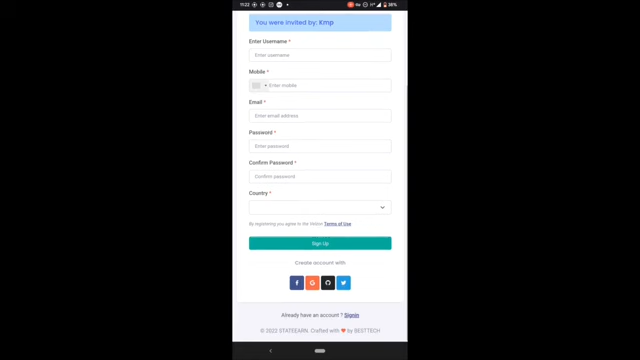 11:22
38%
You were invited by: Kmp
Enter Username *
Enter username
Mobile *
Enter mobile
Email *
Enter email address
Password *
Enter password
Confirm Password *
Confirm password
Country *
By registering you agree to the Walton Terms of Use
Sign Up
Create account with
Already have an account ? Signin
© 2022 STATEEARN. Crafted with ❤ by BESTTECH